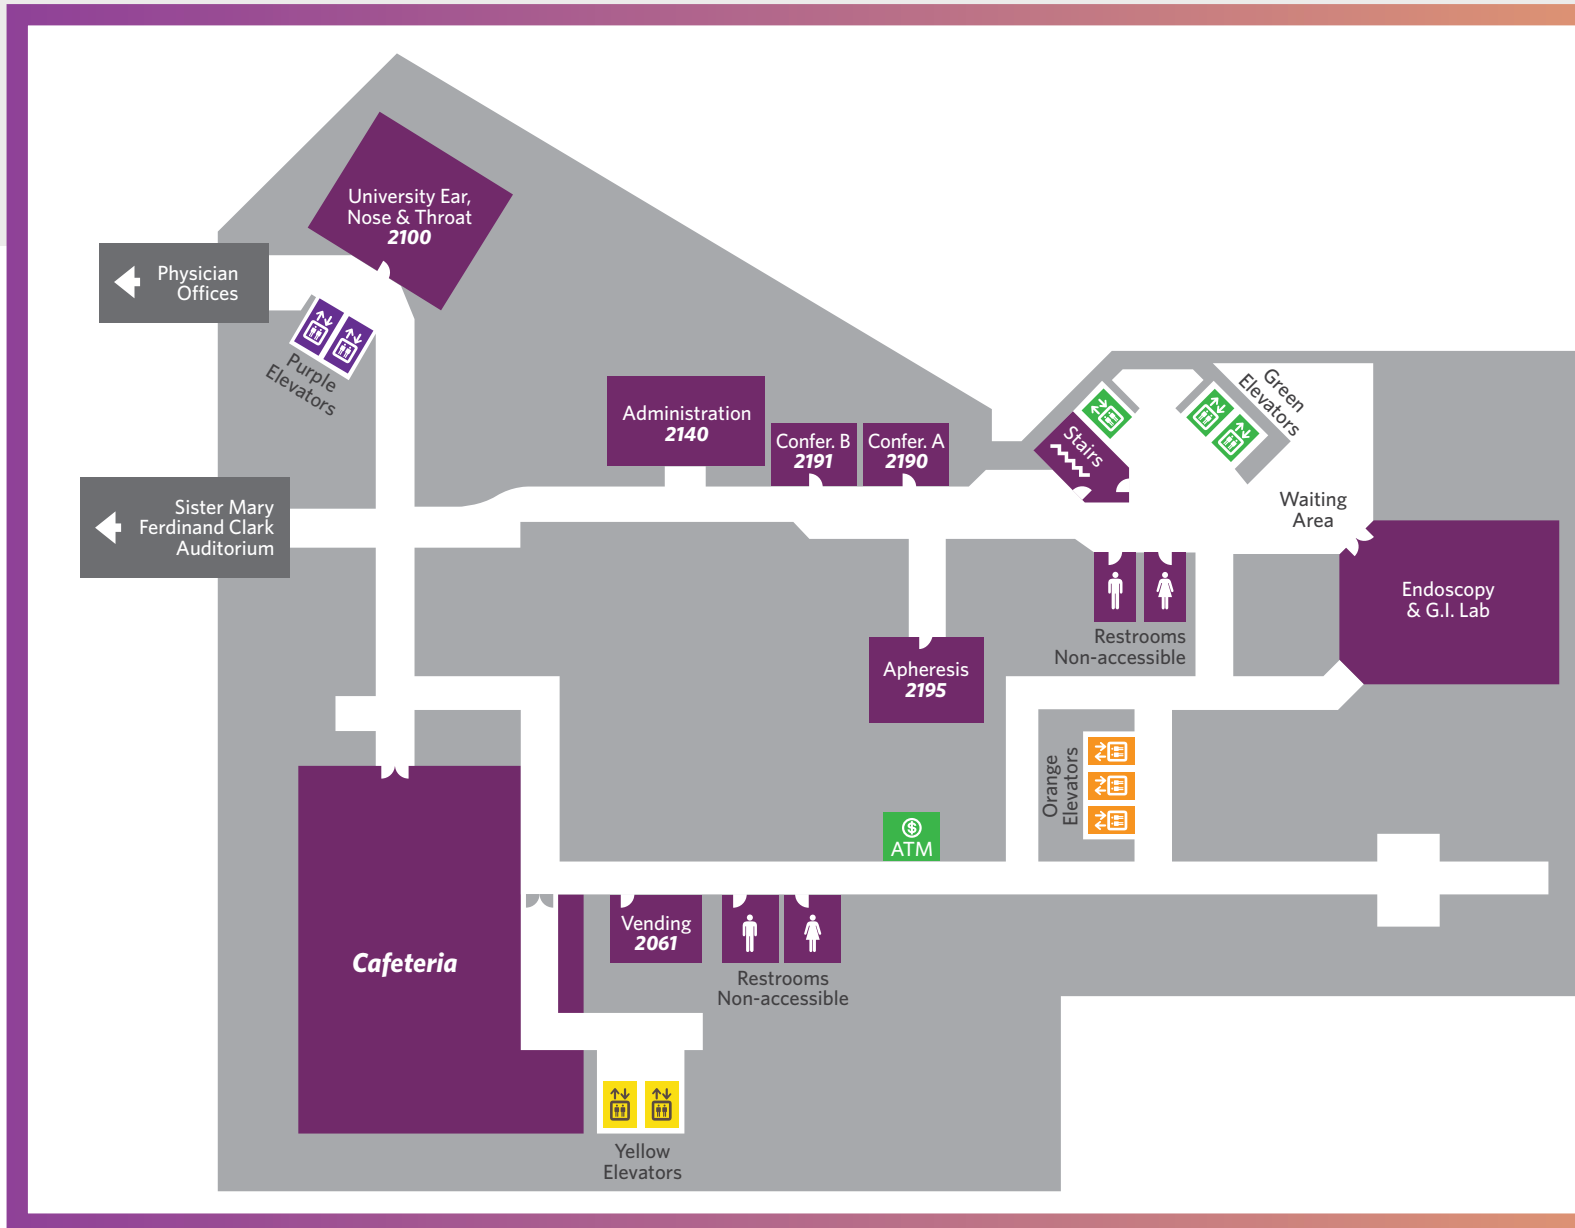 University Ear,
Nose & Throat
2100
Physician
Offices
Purple
Elevators
Administration
2140
Confer. B
2191
Confer. A
2190
Stairs
Green
Elevators
Waiting
Area
Sister Mary
Ferdinand Clark
Auditorium
Endoscopy
& G.I. Lab
Restrooms
Non-accessible
Apheresis
2195
Orange
Elevators
$
ATM
Vending
2061
Cafeteria
Restrooms
Non-accessible
Yellow
Elevators